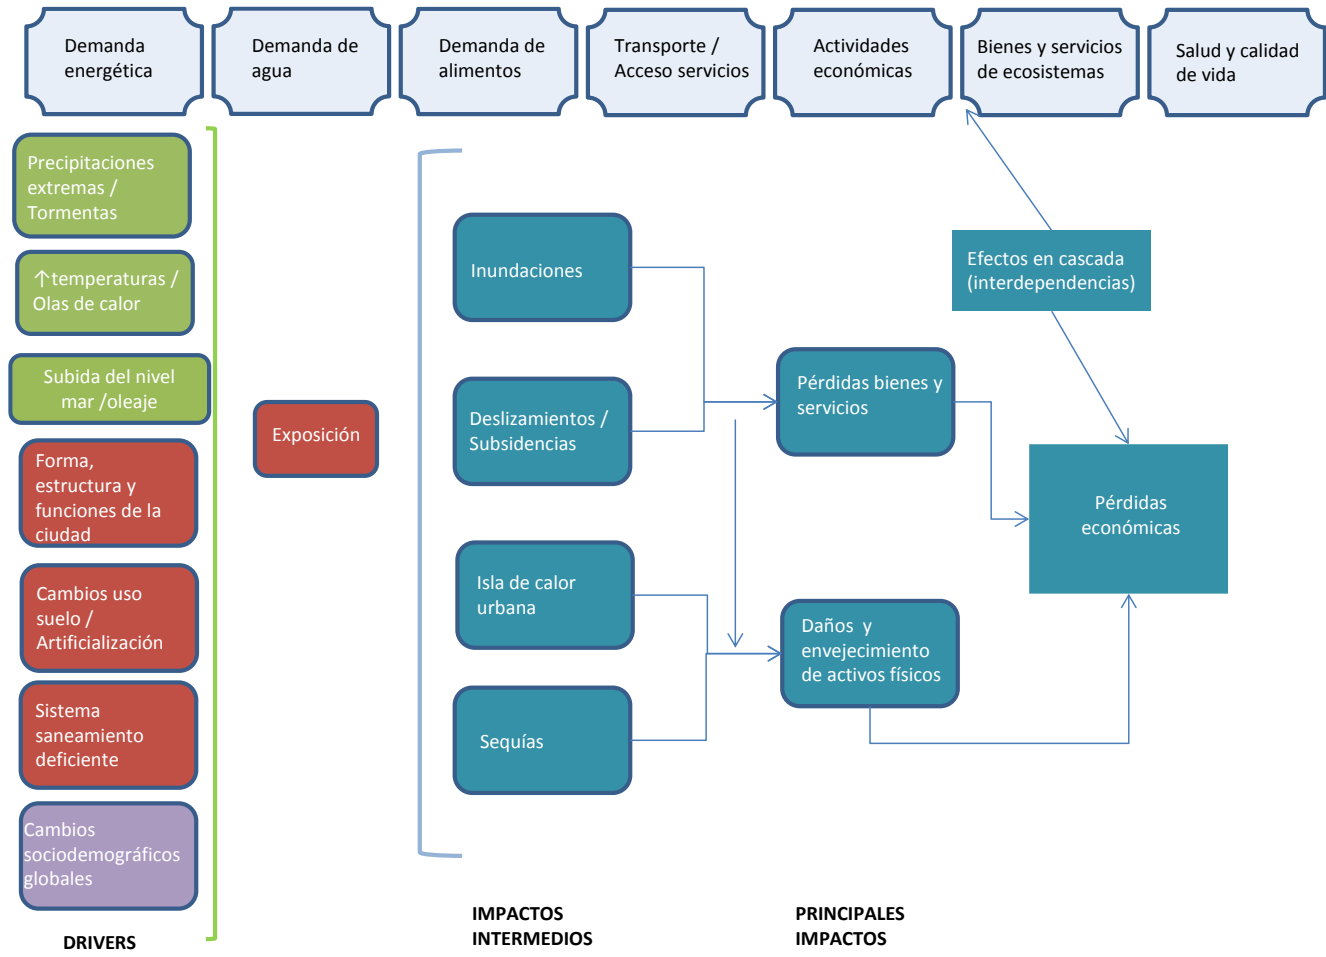 Demanda
energética
Demanda de
agua
Demanda de
alimentos
Transporte /
Acceso servicios
Actividades
económicas
Bienes y servicios
de ecosistemas
Salud y calidad
de vida
Precipitaciones
extremas /
Tormentas
↑temperaturas /
Olas de calor
Subida del nivel
mar /oleaje
Forma,
estructura y
funciones de la
ciudad
Cambios uso
suelo /
Artificialización
Sistema
saneamiento
deficiente
Cambios
sociodemográficos
globales
DRIVERS
Exposición
Inundaciones
Deslizamientos /
Subsidencias
Isla de calor
urbana
Sequías
IMPACTOS
INTERMEDIOS
Pérdidas bienes y
servicios
Daños y
envejecimiento
de activos físicos
PRINCIPALES
IMPACTOS
Efectos en cascada
(interdependencias)
Pérdidas
económicas